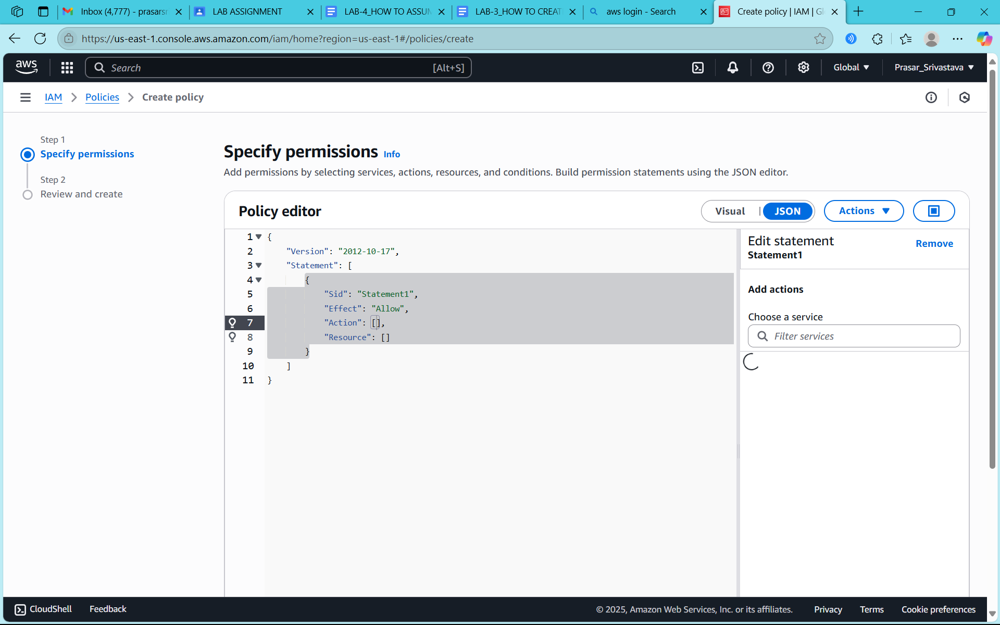 Inbox (4,777) - prasarsr
LAB ASSIGNMENT
LAB-4_HOW TO ASSUM
LAB-3_HOW TO CREAT
aws login - Search
Create policy | IAM | Gl
https://us-east-1.console.aws.amazon.com/iam/home?region=us-east-1#/policies/create
aws
Search
[Alt+S]
Global
Prasar_Srivastava
IAM
Policies
Create policy
Step 1
Specify permissions
Step 2
Review and create
Specify permissions Info
Add permissions by selecting services, actions, resources, and conditions. Build permission statements using the JSON editor.
Policy editor
Visual
JSON
Actions
1 {
2 "Version": "2012-10-17",
3 "Statement": [
4 {
5 "Sid": "Statement1",
6 "Effect": "Allow",
7 "Action": [],
8 "Resource": []
9 }
10 ]
11 }
Edit statement
Statement1
Remove
Add actions
Choose a service
Filter services
CloudShell
Feedback
© 2025, Amazon Web Services, Inc. or its affiliates.
Privacy
Terms
Cookie preferences